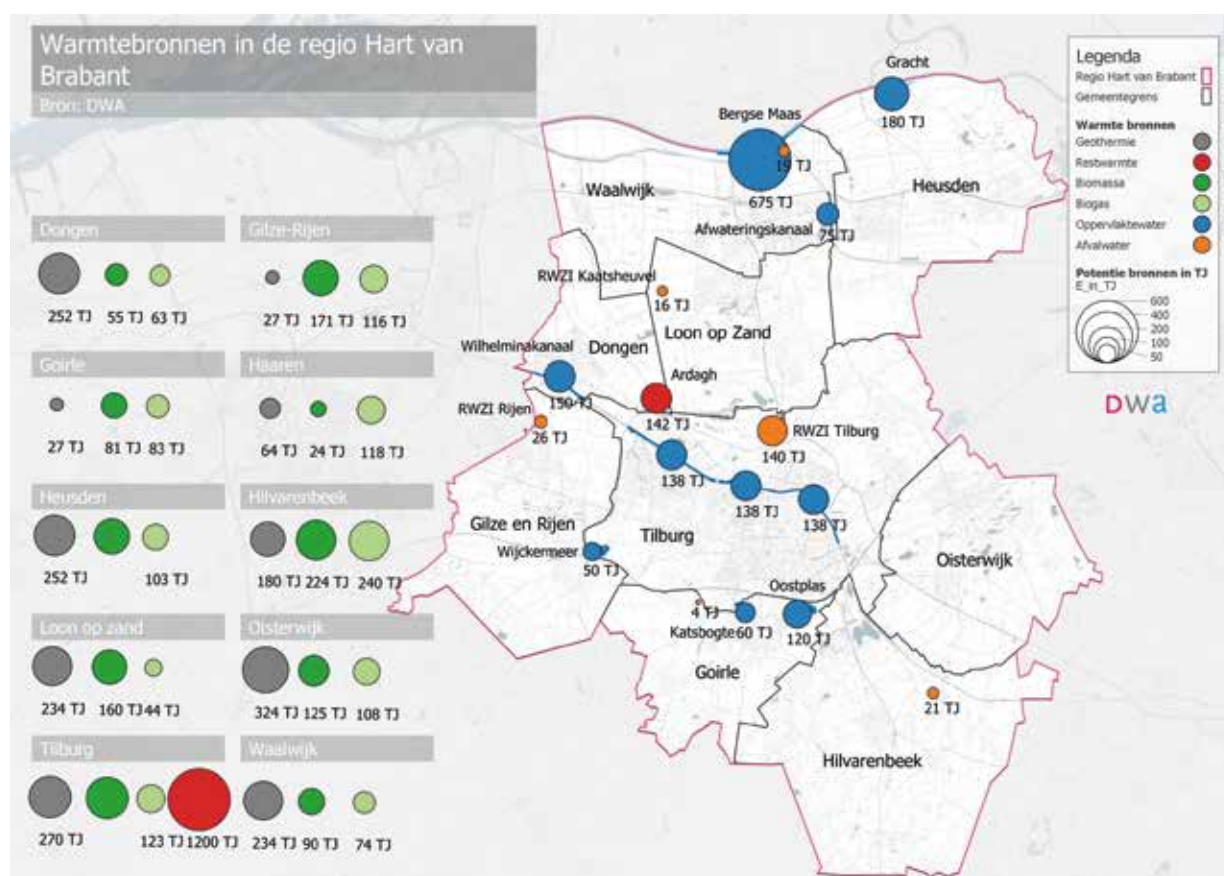 Warmtebronnen in de regio Hart van
Brabant
Bron: DWA
Dongen
252 TJ 55 TJ 63 TJ
Gilze-Rijen
27 TJ 171 TJ 116 TJ
Goirle
27 TJ 81 TJ 83 TJ
Haaren
64 TJ 24 TJ 118 TJ
Heusden
252 TJ 103 TJ
Hilvarenbeek
180 TJ 224 TJ 240 TJ
Loon op zand
234 TJ 160 TJ 44 TJ
Oisterwijk
324 TJ 125 TJ 108 TJ
Tilburg
270 TJ 123 TJ 1200 TJ
Waalwijk
234 TJ 90 TJ 74 TJ
Gracht
180 TJ
Bergse Maas
19 TJ
675 TJ
Waalwijk
Heusden
Afwateringskanaal
75 TJ
RWZI Kaatsheuvel
16 TJ
Loon op Zand
Dongen
Wilhelminakanaal
150 TJ
Ardagh
142 TJ
RWZI Rijen
26 TJ
RWZI Tilburg
140 TJ
138 TJ
138 TJ
138 TJ
Gilze en Rijen
Tilburg
Wijckermeer
50 TJ
Oisterwijk
Oostplas
4 TJ
Katsbogte 60 TJ
120 TJ
Goirle
21 TJ
Hilvarenbeek
Legenda
Regio Hart van Brabant
Gemeentegrens
Warmte bronnen
Geothermie
Restwarmte
Biomassa
Biogas
Oppervlaktewater
Afvalwater
Potentie bronnen in TJ
E_in_TJ
600
400
200
100
50
DWa